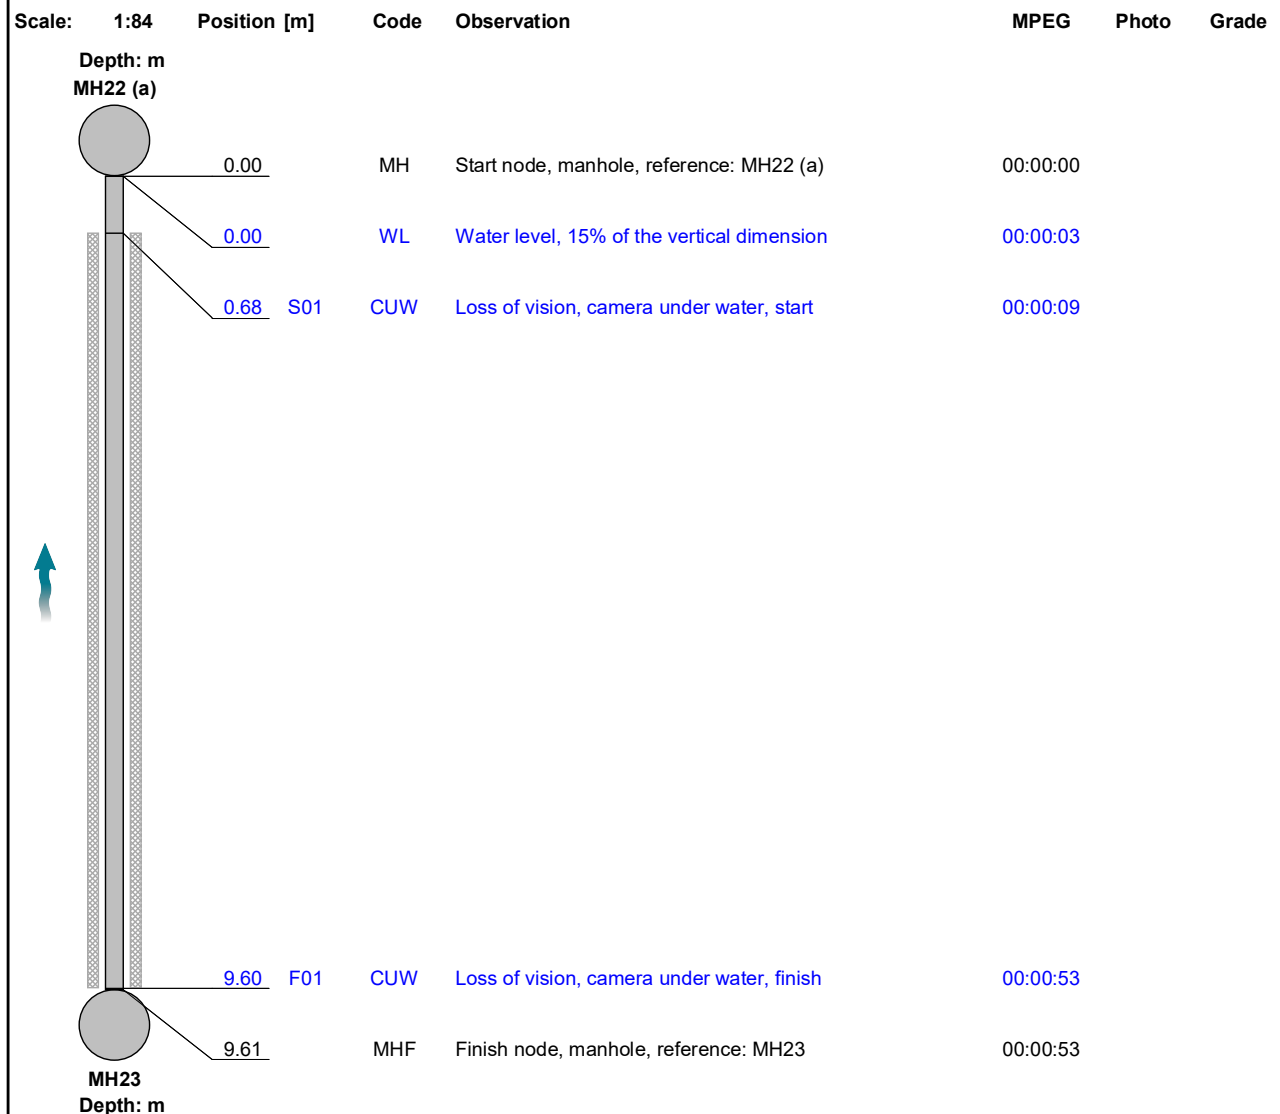 Scale: 1:84 Position [m] Code Observation MPEG Photo Grade
Depth: m
MH22 (a)
0.00 MH Start node, manhole, reference: MH22 (a) 00:00:00
0.00 WL Water level, 15% of the vertical dimension 00:00:03
0.68 S01 CUW Loss of vision, camera under water, start 00:00:09
9.60 F01 CUW Loss of vision, camera under water, finish 00:00:53
9.61 MHF Finish node, manhole, reference: MH23 00:00:53
MH23
Depth: m